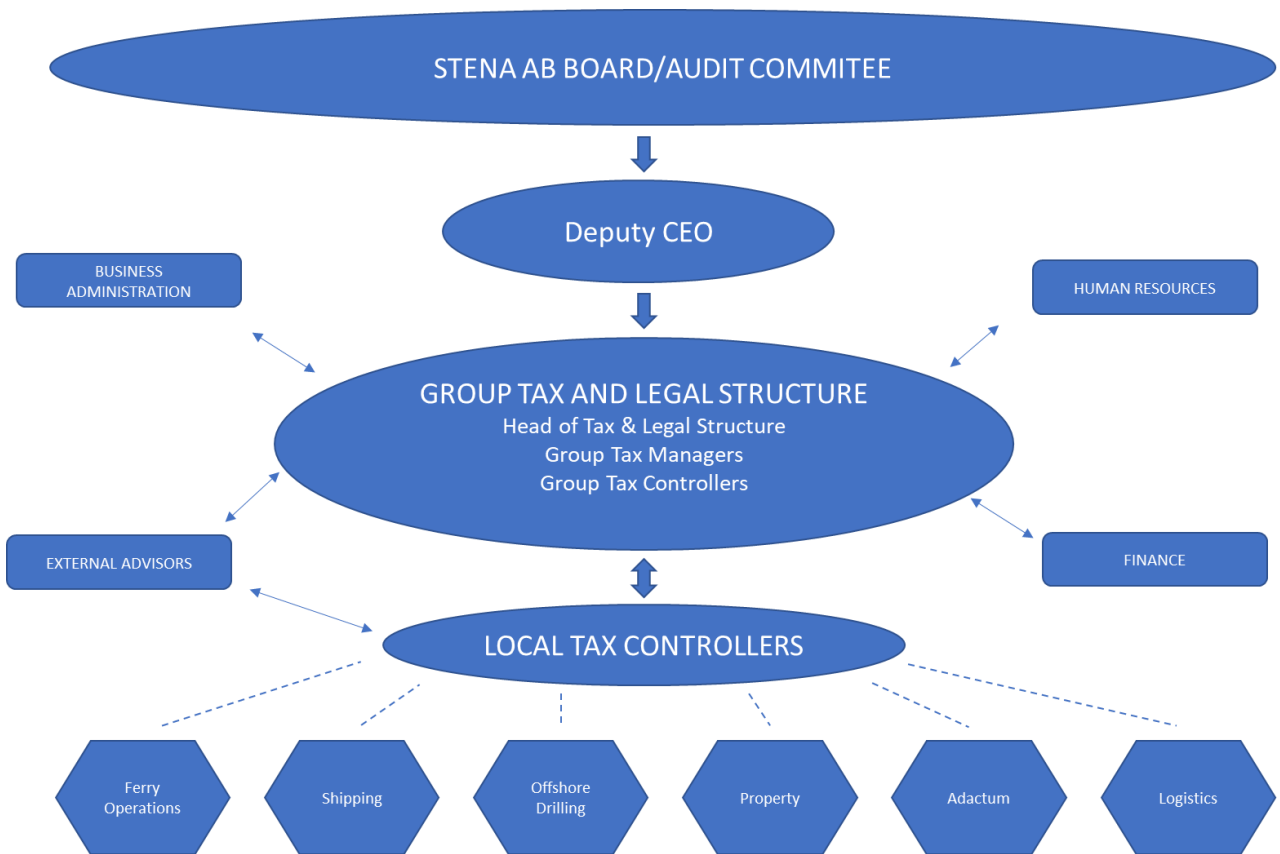 STENA AB BOARD/AUDIT COMMITEE
Deputy CEO
BUSINESS
ADMINISTRATION
HUMAN RESOURCES
GROUP TAX AND LEGAL STRUCTURE
Head of Tax & Legal Structure
Group Tax Managers
Group Tax Controllers
EXTERNAL ADVISORS
FINANCE
LOCAL TAX CONTROLLERS
Ferry
Operations
Shipping
Offshore
Drilling
Property
Adactum
Logistics